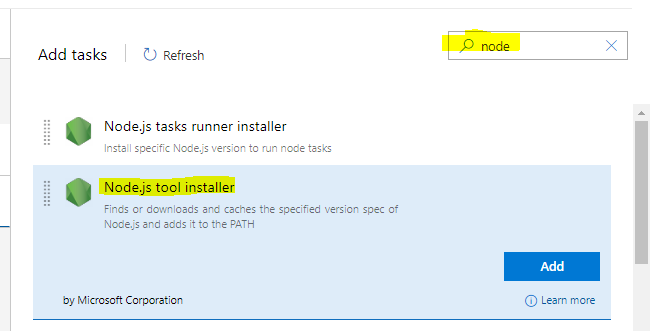 Add tasks
Refresh
node
Node.js tasks runner installer
Install specific Node.js version to run node tasks
Node.js tool installer
Finds or downloads and caches the specified version spec of
Node.js and adds it to the PATH
Add
by Microsoft Corporation
Learn more